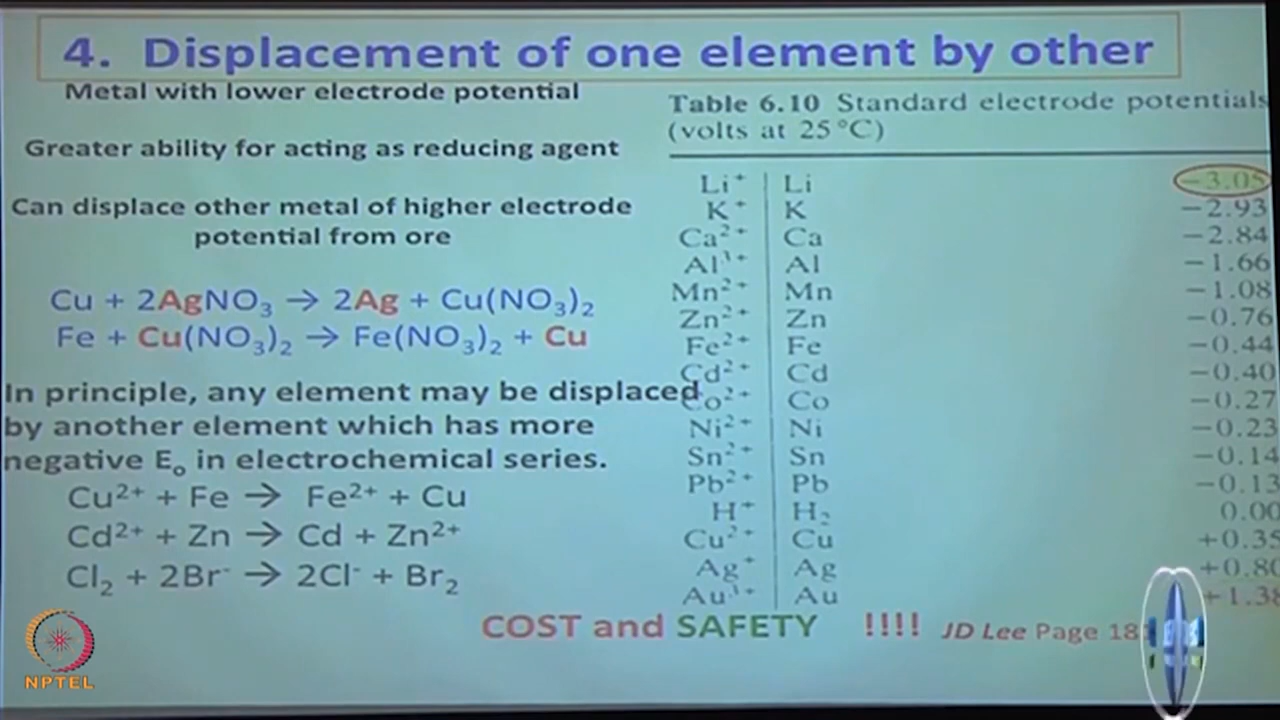 4. Displacement of one element by other
Metal with lower electrode potential
Greater ability for acting as reducing agent
Can displace other metal of higher electrode
potential from ore
Cu + 2AgNO₃ → 2Ag + Cu(NO₃)₂
Fe + Cu(NO₃)₂ → Fe(NO₃)₂ + Cu
In principle, any element may be displaced
by another element which has more
negative E₀ in electrochemical series.
Cu²⁺ + Fe → Fe²⁺ + Cu
Cd²⁺ + Zn → Cd + Zn²⁺
Cl₂ + 2Br⁻ → 2Cl⁻ + Br₂
Table 6.10 Standard electrode potentials
(volts at 25 °C)
Li⁺ | Li −3.05
K⁺ | K −2.93
Ca²⁺ | Ca −2.84
Al³⁺ | Al −1.66
Mn²⁺ | Mn −1.08
Zn²⁺ | Zn −0.76
Fe²⁺ | Fe −0.44
Cd²⁺ | Cd −0.40
Co²⁺ | Co −0.27
Ni²⁺ | Ni −0.23
Sn²⁺ | Sn −0.14
Pb²⁺ | Pb −0.13
H⁺ | H₂ 0.00
Cu²⁺ | Cu +0.35
Ag⁺ | Ag +0.80
Au³⁺ | Au +1.38
COST and SAFETY !!!! JD Lee Page 18
NPTEL